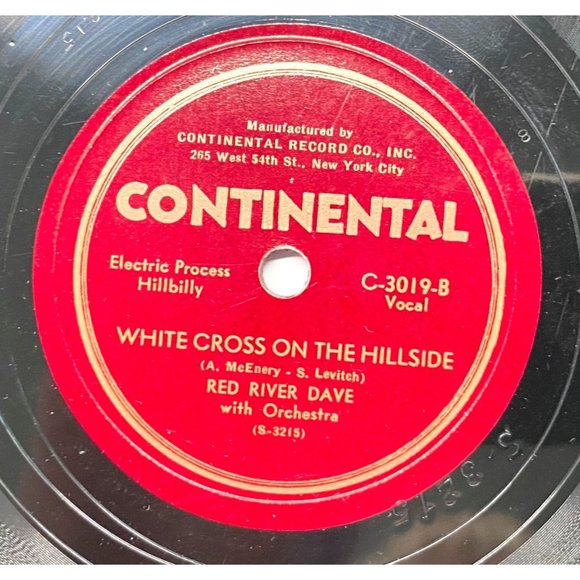 Manufactured by
CONTINENTAL RECORD CO., INC.
265 West 54th St., New York City
CONTINENTAL
Electric Process
Hillbilly
C-3019-B
Vocal
WHITE CROSS ON THE HILLSIDE
(A. McEnery - S. Levitch)
RED RIVER DAVE
with Orchestra
(S-3215)
S 3215